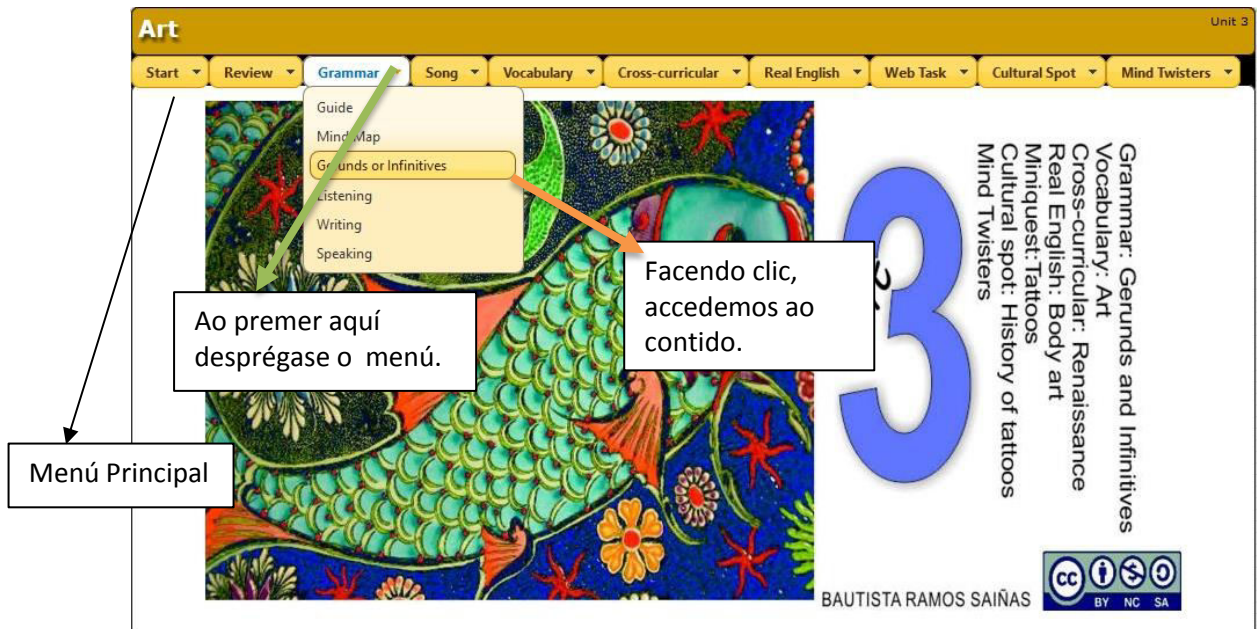 Art
Unit 3
Start
Review
Grammar
Song
Vocabulary
Cross-curricular
Real English
Web Task
Cultural Spot
Mind Twisters
Guide
Mind Map
Gerunds or Infinitives
Listening
Writing
Speaking
Ao premer aquí
desprégase o menú.
Facendo clic,
accedemos ao
contido.
Menú Principal
3
Grammar: Gerunds and Infinitives
Vocabulary: Art
Cross-curricular: Renaissance
Real English: Body art
Miniquest:Tattoos
Cultural spot: History of tattoos
Mind Twisters
BAUTISTA RAMOS SAIÑAS
cc
BY NC SA